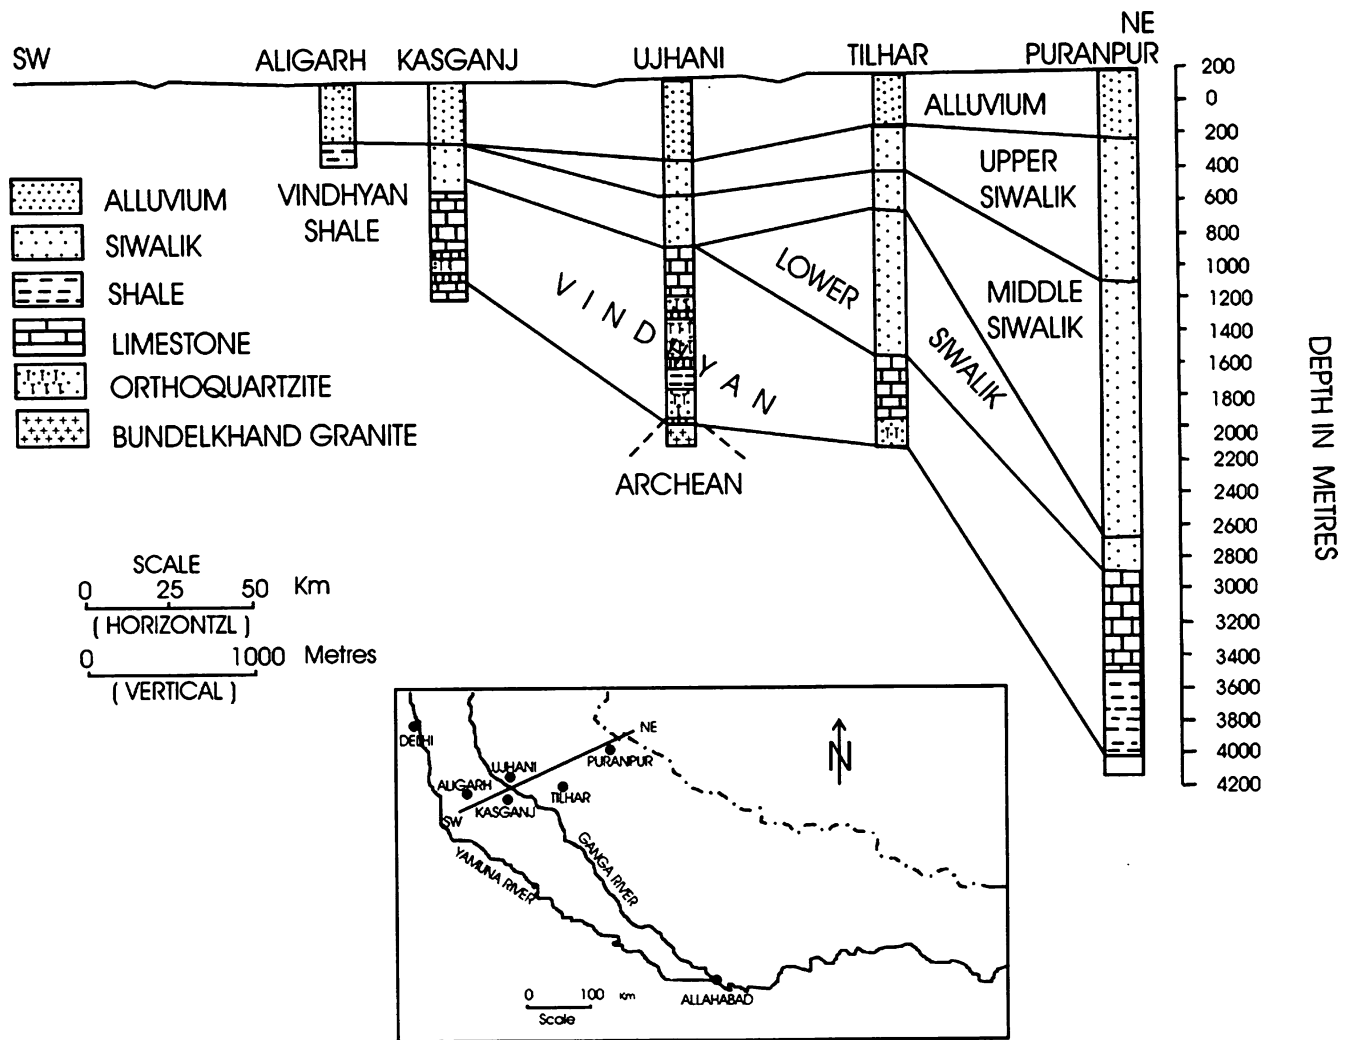 NE
SW
ALIGARH KASGANJ UJHANI TILHAR PURANPUR
200
0
200
400
600
800
1000
1200
1400
1600
1800
2000
2200
2400
2600
2800
3000
3200
3400
3600
3800
4000
4200
DEPTH IN METRES
ALLUVIUM
UPPER
SIWALIK
MIDDLE
SIWALIK
LOWER
SIWALIK
VINDHYAN
SHALE
VINDHYAN
ARCHEAN
ALLUVIUM
SIWALIK
SHALE
LIMESTONE
ORTHOQUARTZITE
BUNDELKHAND GRANITE
SCALE
0 25 50 Km
( HORIZONTZL )
0 1000 Metres
( VERTICAL )
NE
DELHI
PURANPUR
UJHANI
ALIGARH
TILHAR
KASGANJ
SW
N
YAMUNA RIVER
GANGA RIVER
ALLAHABAD
0 100 Km
Scale